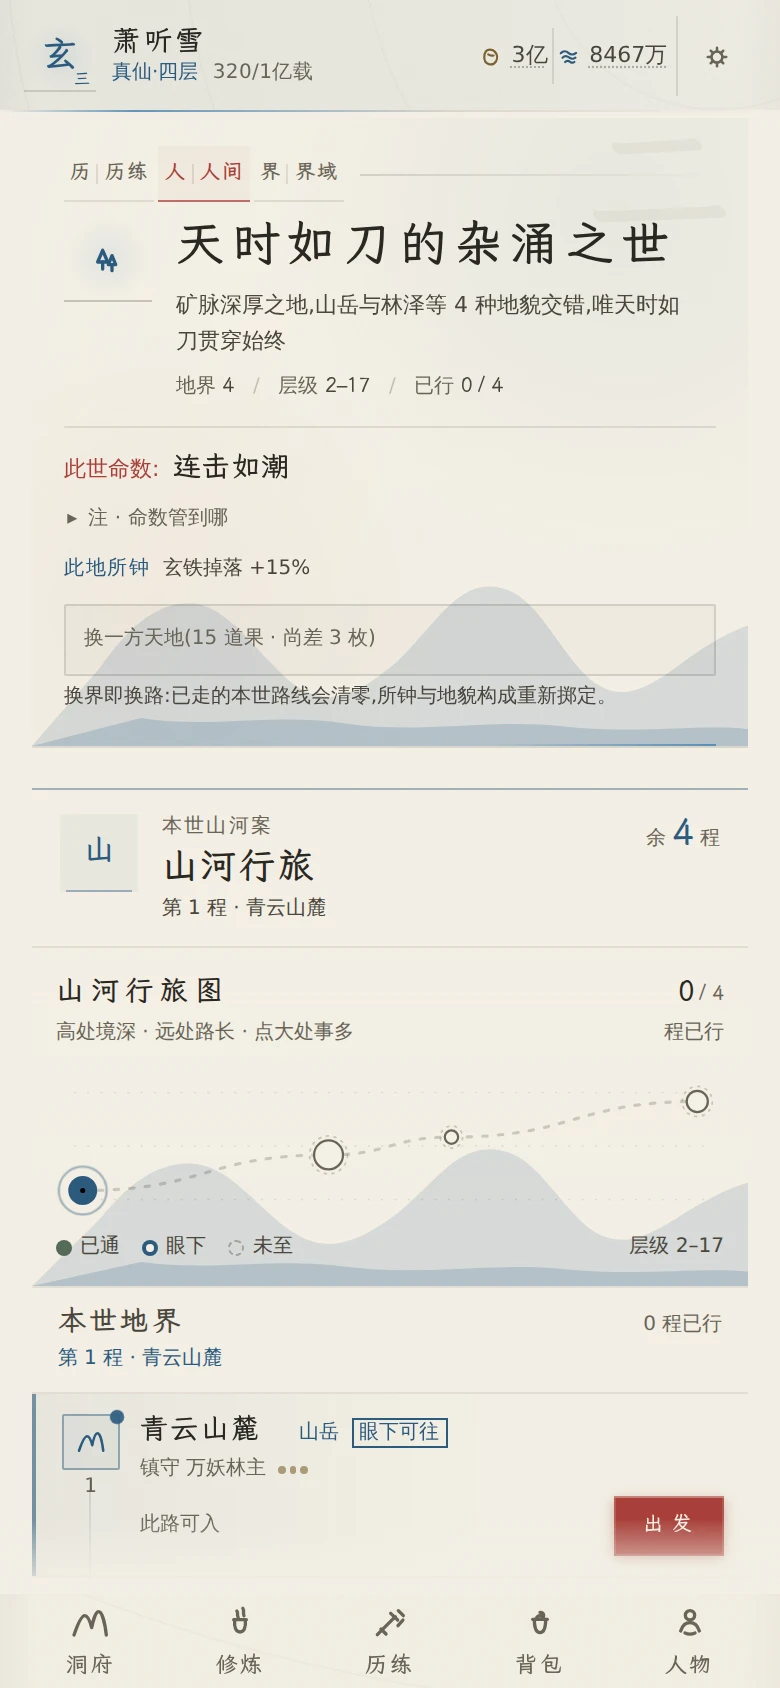 玄三
萧听雪
真仙·四层 320/1亿载
3亿 8467万
历 历练 人 人间 界 界域
天时如刀的杂涌之世
矿脉深厚之地,山岳与林泽等 4 种地貌交错,唯天时如
刀贯穿始终
地界 4 / 层级 2–17 / 已行 0 / 4
此世命数: 连击如潮
▸ 注 · 命数管到哪
此地所钟 玄铁掉落 +15%
换一方天地(15 道果 · 尚差 3 枚)
换界即换路:已走的本世路线会清零,所钟与地貌构成重新掷定。
山
本世山河案
山河行旅
第 1 程 · 青云山麓
余 4 程
山河行旅图
0 / 4
高处境深 · 远处路长 · 点大处事多
程已行
已通 眼下 未至
层级 2–17
本世地界
0 程已行
第 1 程 · 青云山麓
青云山麓 山岳 眼下可往
镇守 万妖林主
1
此路可入
出发
洞府 修炼 历练 背包 人物